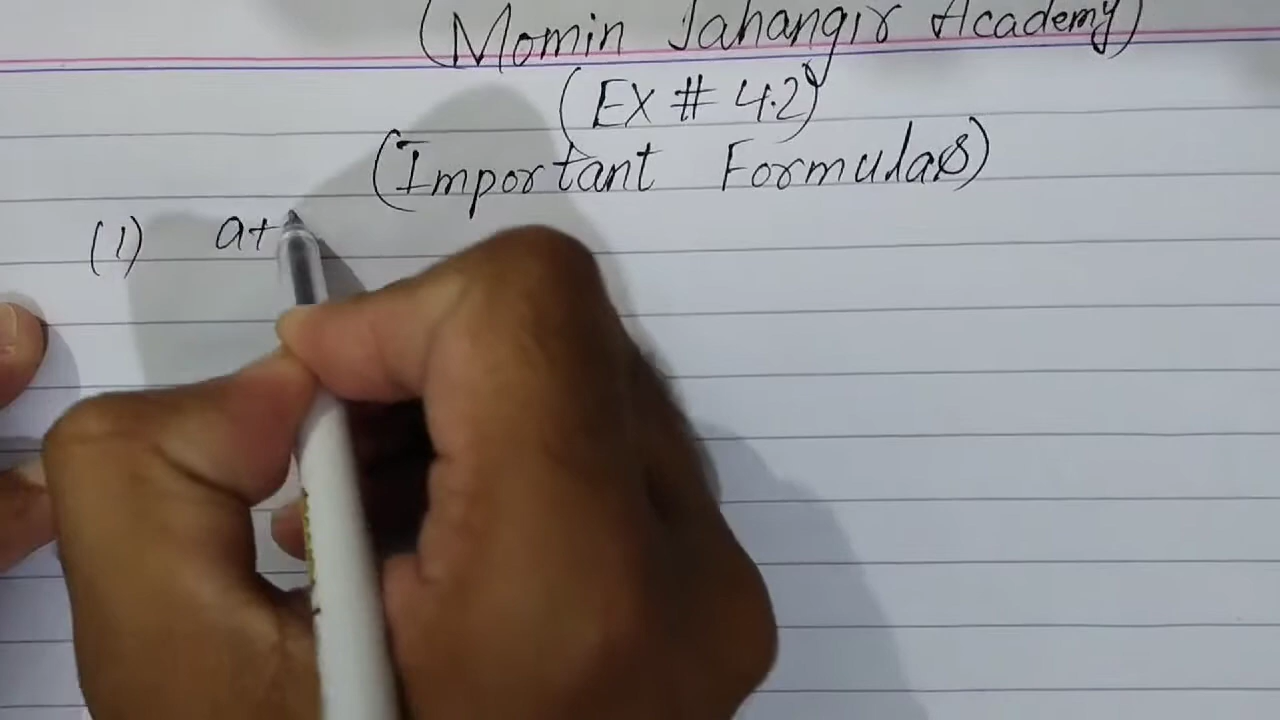 (Momin Jahangir Academy)
(EX # 4.2)
(Important Formulas)
(1) a+